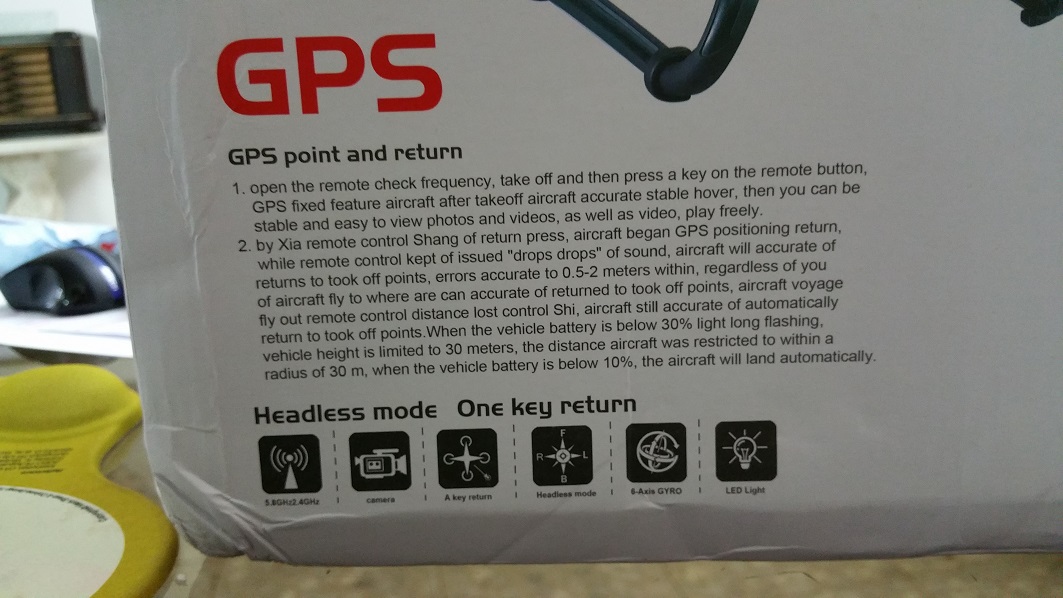 GPS
GPS point and return
1. open the remote check frequency, take off and then press a key on the remote button,
GPS fixed feature aircraft after takeoff aircraft accurate stable hover, then you can be
stable and easy to view photos and videos, as well as video, play freely.
2. by Xia remote control Shang of return press, aircraft began GPS positioning return,
while remote control kept of issued "drops drops" of sound, aircraft will accurate of
returns to took off points, errors accurate to 0.5-2 meters within, regardless of you
of aircraft fly to where are can accurate of returned to took off points, aircraft voyage
fly out remote control distance lost control Shi, aircraft still accurate of automatically
return to took off points.When the vehicle battery is below 30% light long flashing,
vehicle height is limited to 30 meters, the distance aircraft was restricted to within a
radius of 30 m, when the vehicle battery is below 10%, the aircraft will land automatically.
Headless mode One key return
F
R L
B
5.8GHz2.4GHz camera A key return Headless mode 6-Axis GYRO LED Light